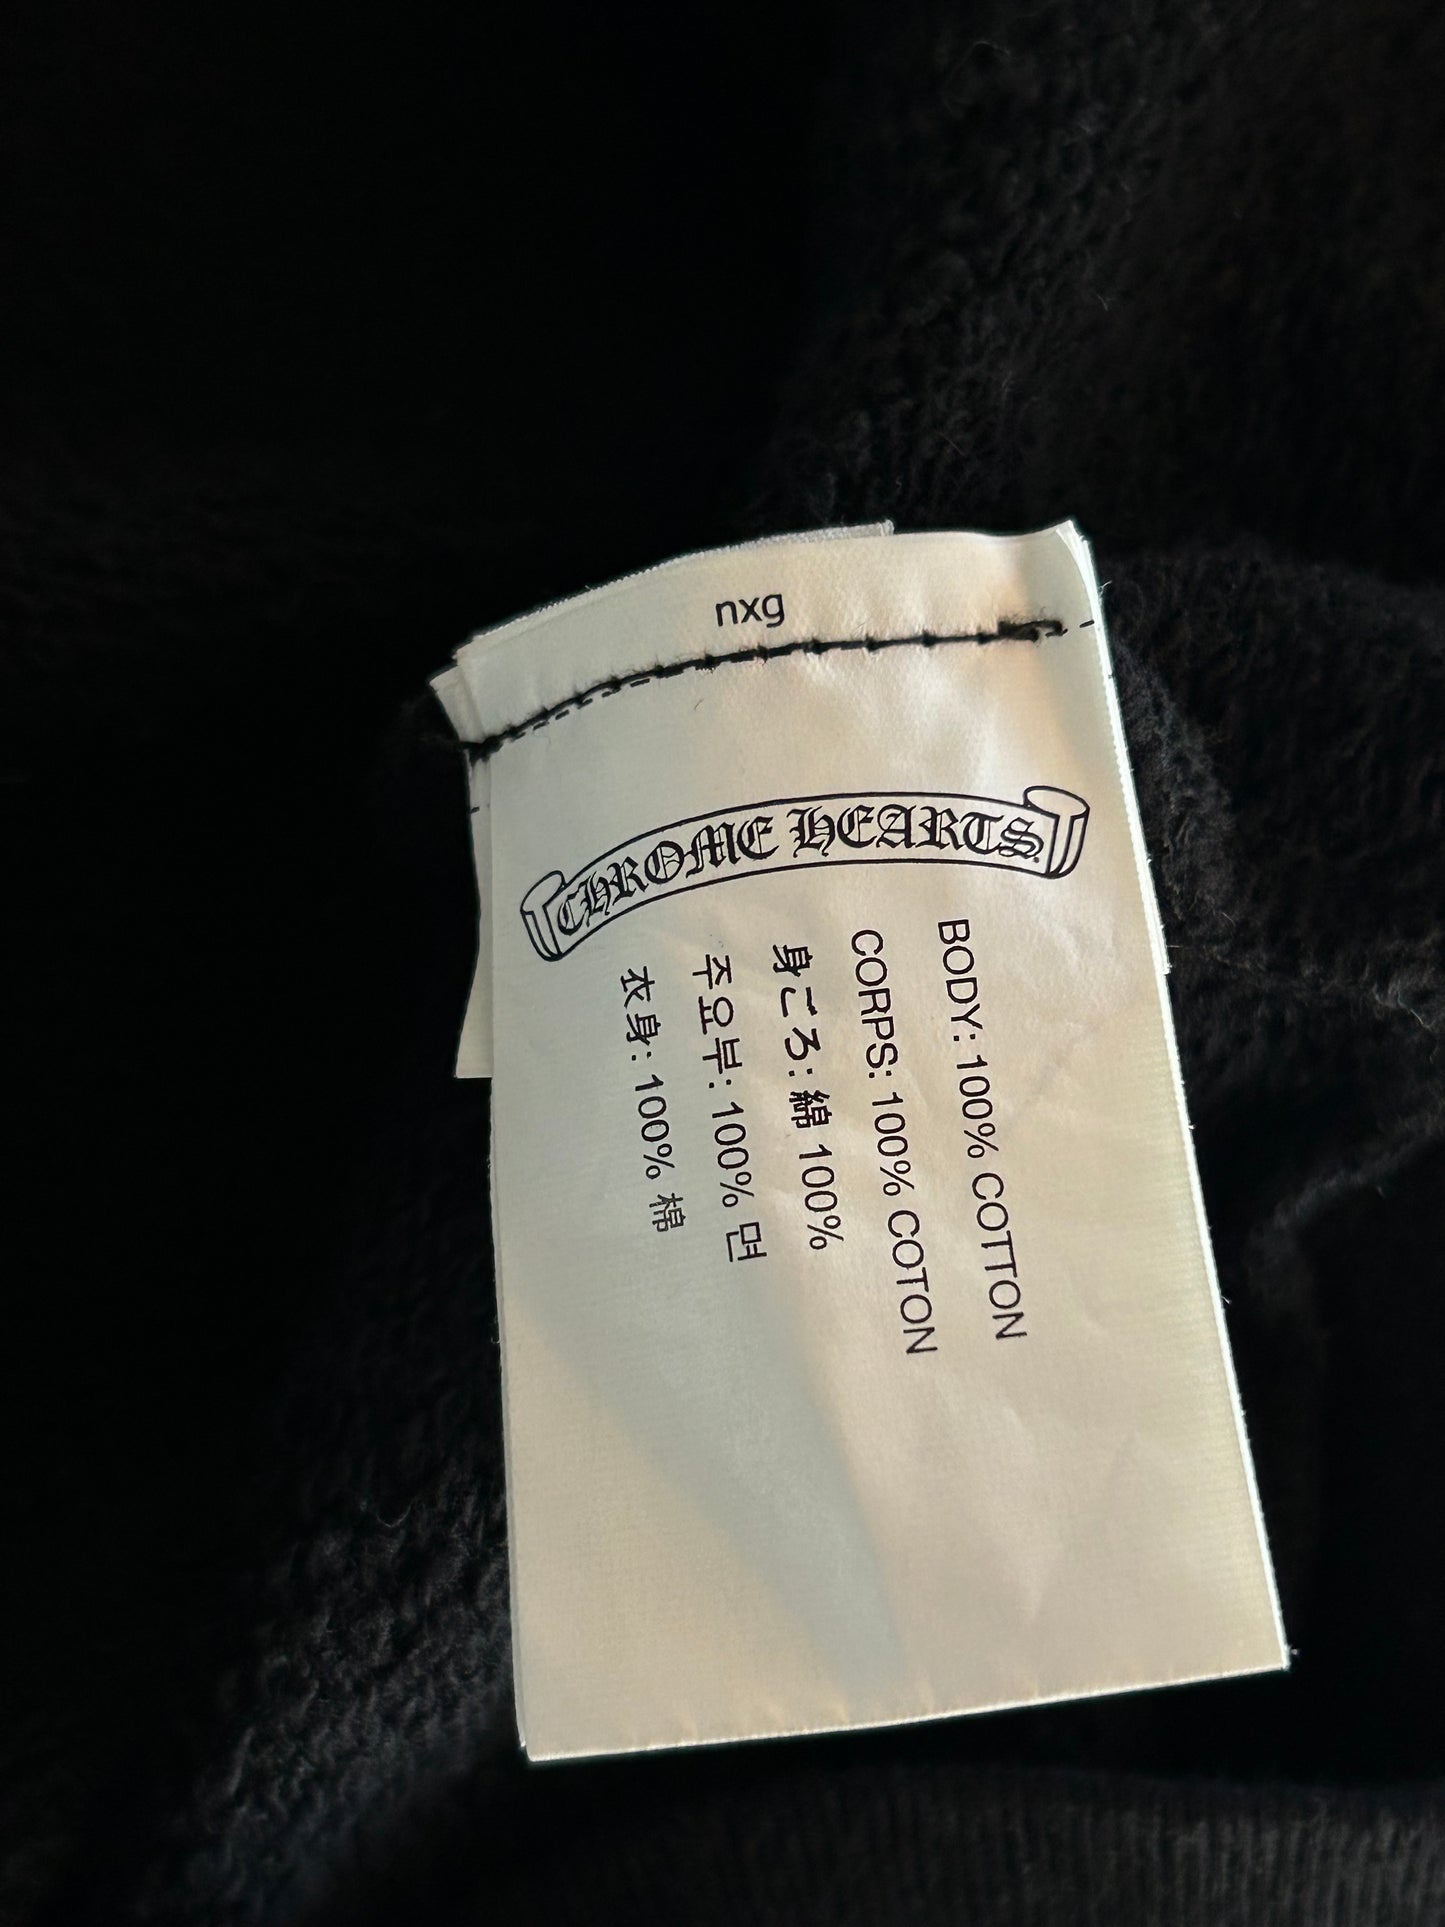 nxg
CHROME HEARTS
BODY: 100% COTTON
CORPS: 100% COTON
身ごろ: 綿 100%
주요부: 100% 면
衣身: 100% 棉